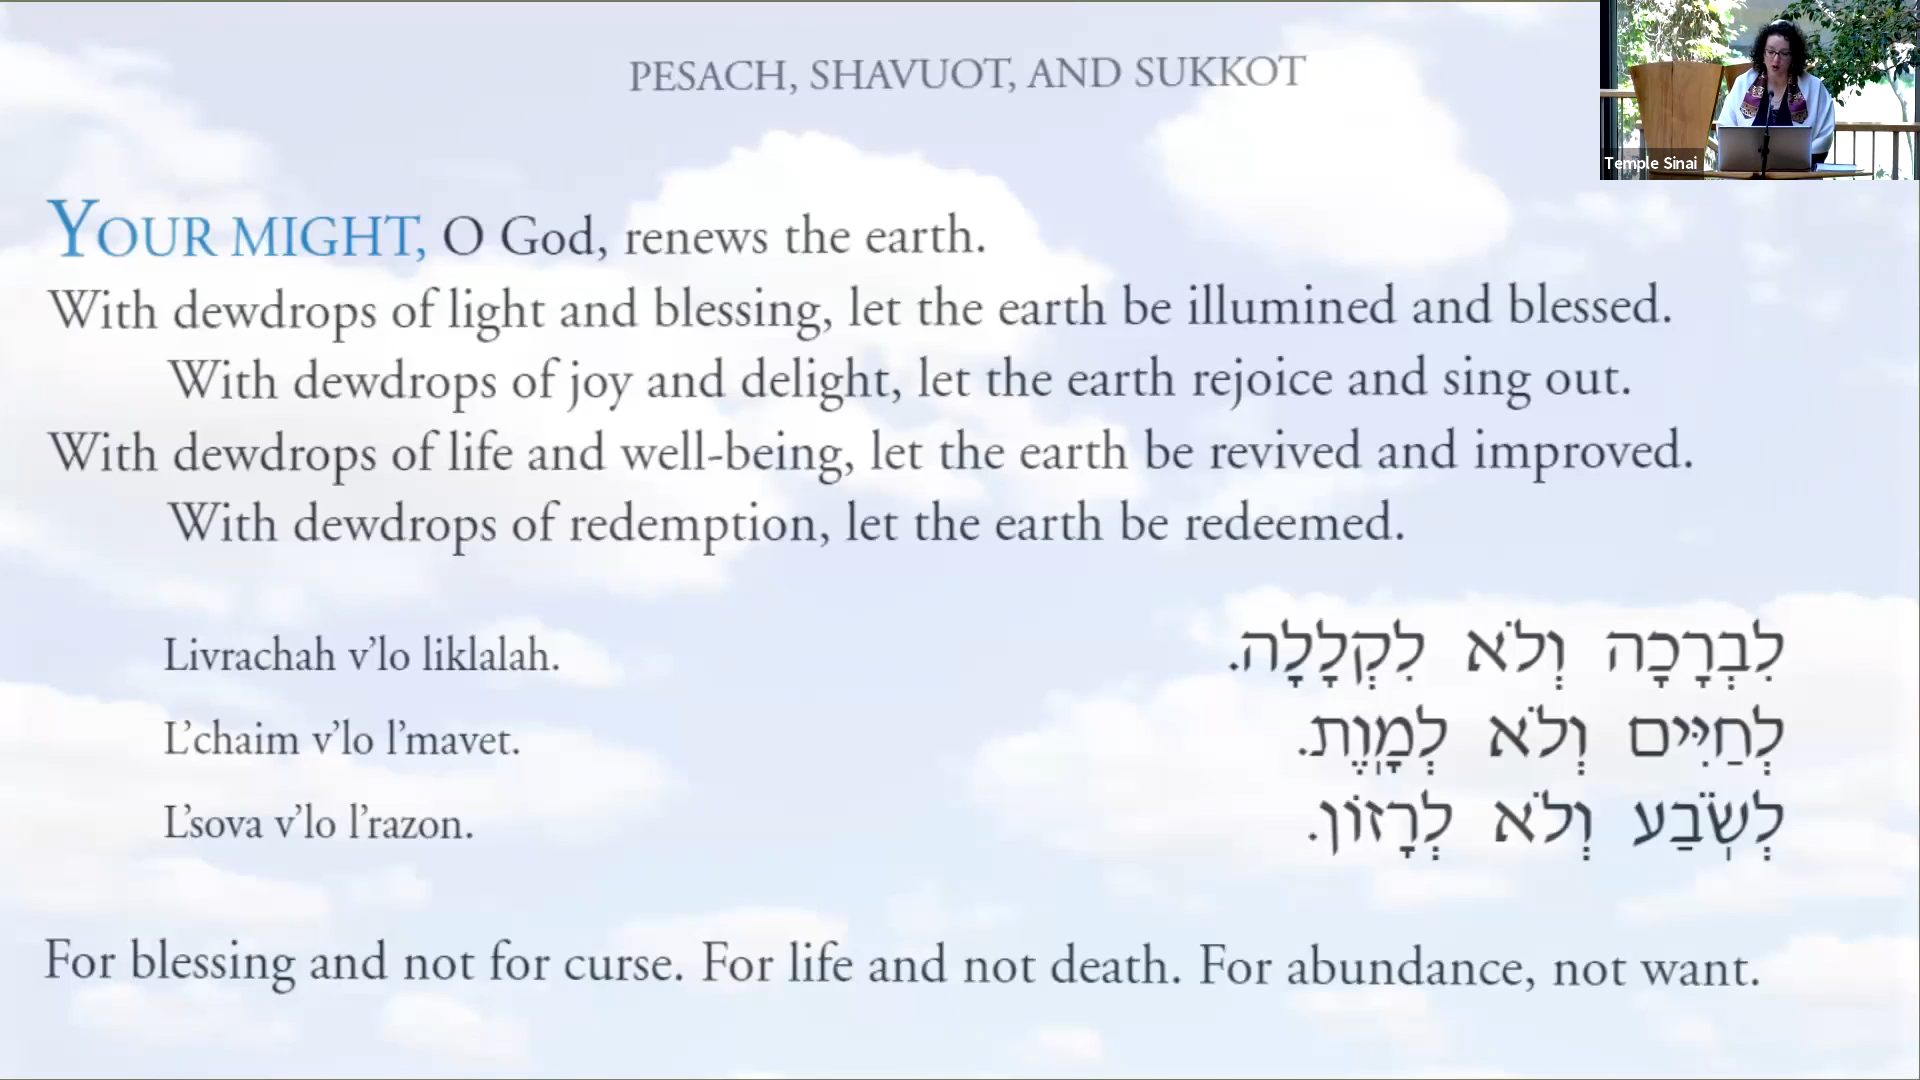 PESACH, SHAVUOT, AND SUKKOT
Temple Sinai
YOUR MIGHT, O God, renews the earth.
With dewdrops of light and blessing, let the earth be illumined and blessed.
With dewdrops of joy and delight, let the earth rejoice and sing out.
With dewdrops of life and well-being, let the earth be revived and improved.
With dewdrops of redemption, let the earth be redeemed.
Livrachah v’lo liklalah.
לִבְרָכָה וְלֹא לִקְלָלָה.
L’chaim v’lo l’mavet.
לְחַיִּים וְלֹא לְמָוֶת.
L’sova v’lo l’razon.
לְשֽׂבַע וְלֹא לְרָזוֹן.
For blessing and not for curse. For life and not death. For abundance, not want.